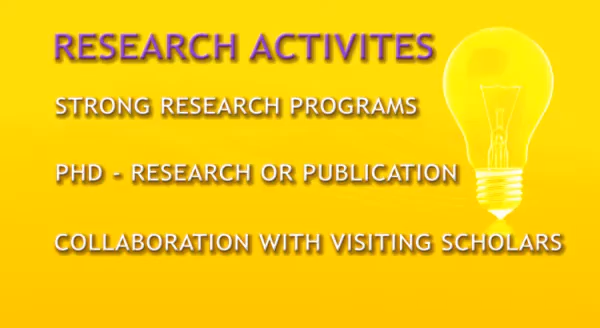 RESEARCH ACTIVITES
STRONG RESEARCH PROGRAMS
PHD - RESEARCH OR PUBLICATION
COLLABORATION WITH VISITING SCHOLARS